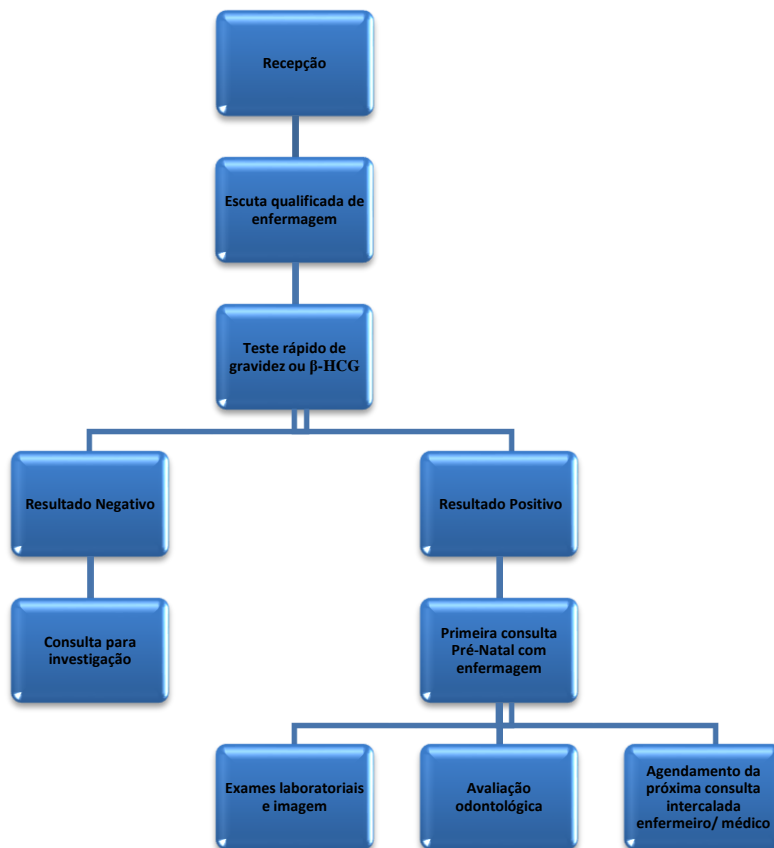 Recepção
Escuta qualificada de
enfermagem
Teste rápido de
gravidez ou β-HCG
Resultado Negativo
Resultado Positivo
Consulta para
investigação
Primeira consulta
Pré-Natal com
enfermagem
Exames laboratoriais
e imagem
Avaliação
odontológica
Agendamento da
próxima consulta
intercalada
enfermeiro/ médico